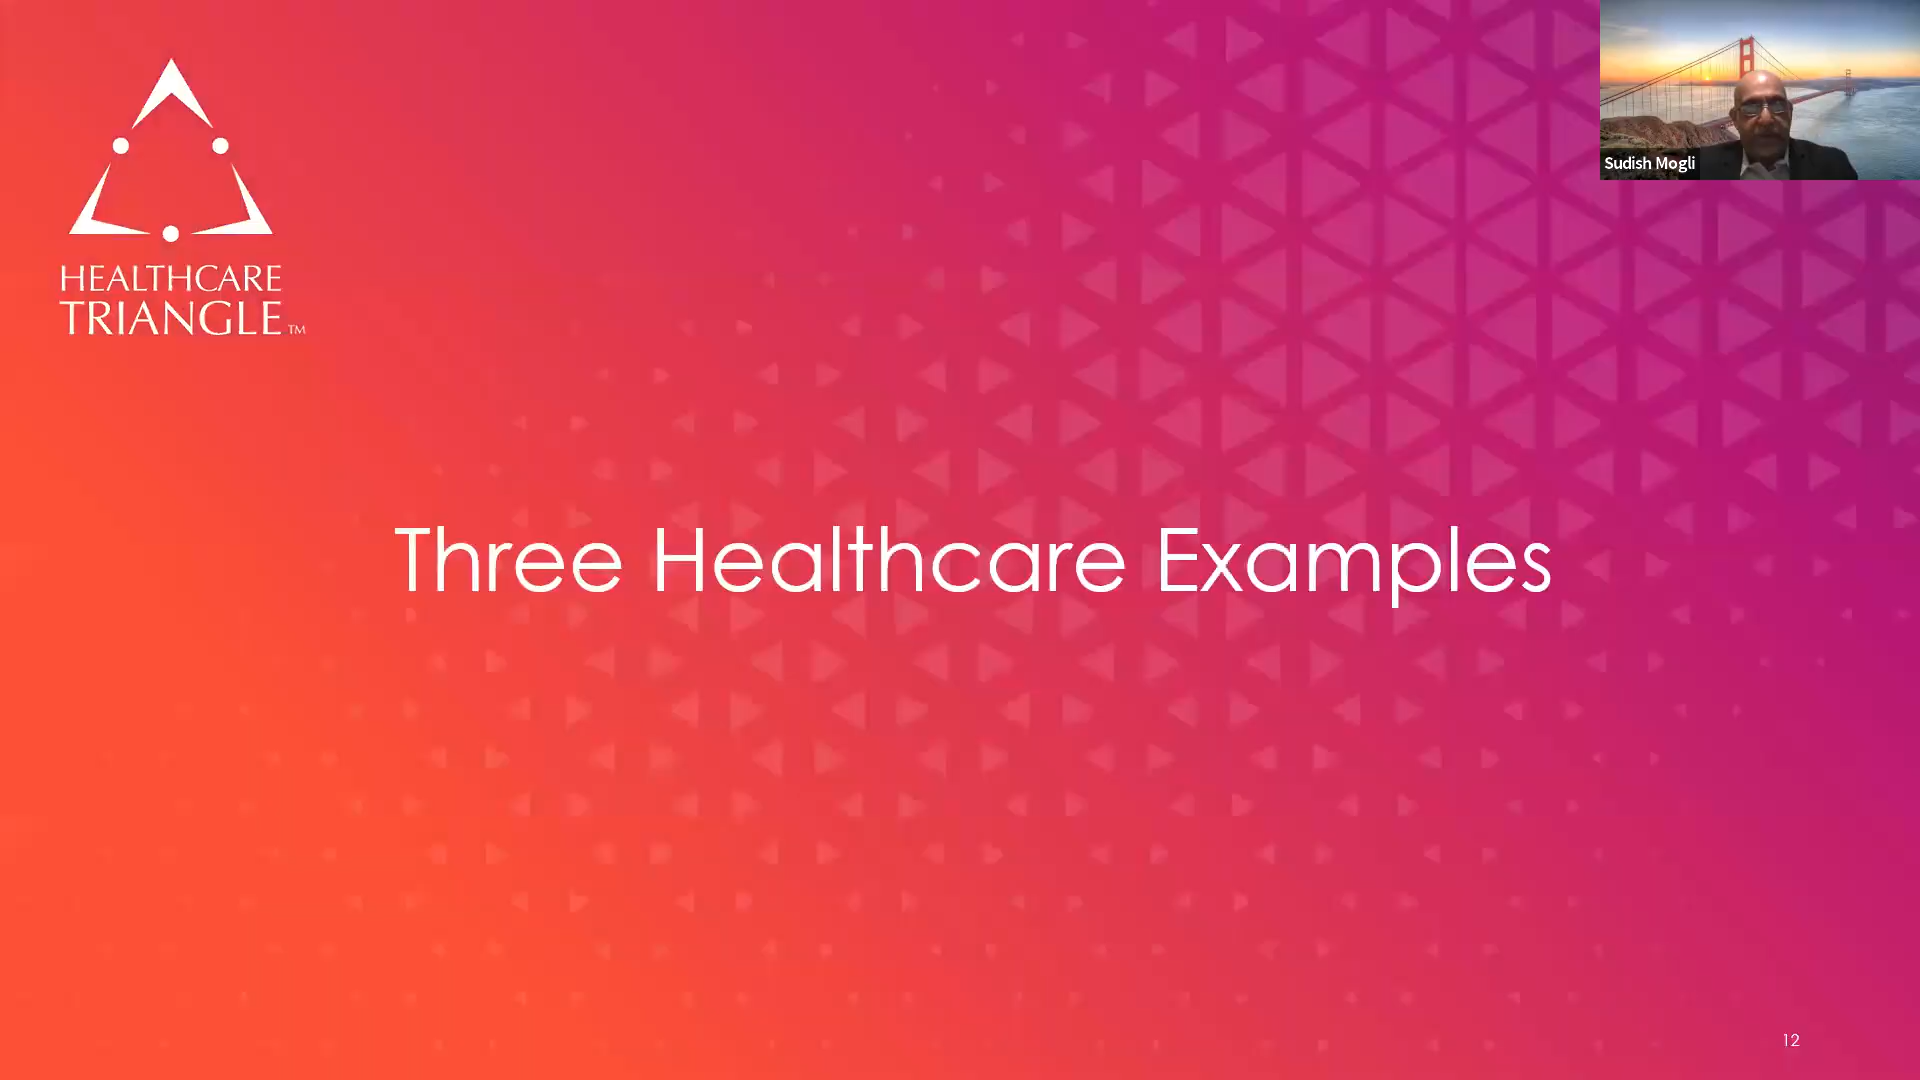 HEALTHCARE
TRIANGLE™
Sudish Mogli
Three Healthcare Examples
12